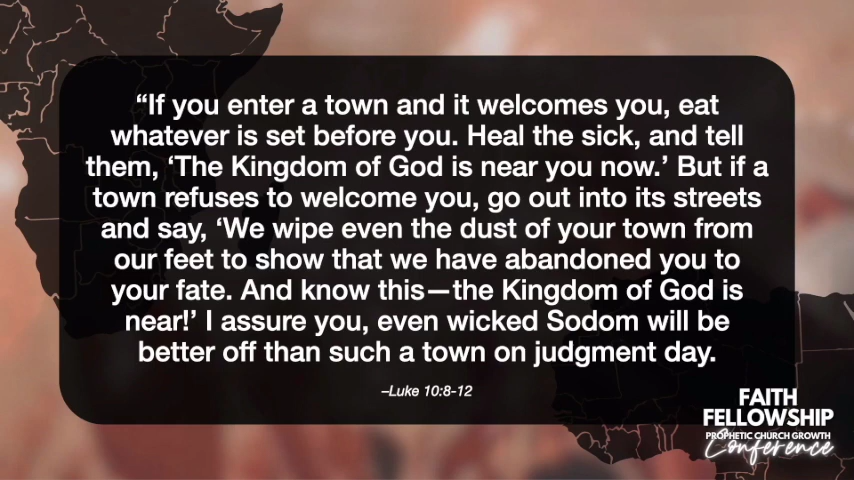 “If you enter a town and it welcomes you, eat
whatever is set before you. Heal the sick, and tell
them, ‘The Kingdom of God is near you now.’ But if a
town refuses to welcome you, go out into its streets
and say, ‘We wipe even the dust of your town from
our feet to show that we have abandoned you to
your fate. And know this—the Kingdom of God is
near!’ I assure you, even wicked Sodom will be
better off than such a town on judgment day.
–Luke 10:8-12
FAITH
FELLOWSHIP
PROPHETIC CHURCH GROWTH
Conference